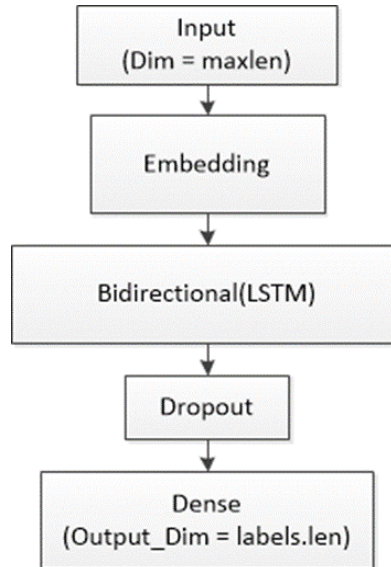 Input
(Dim = maxlen)
Embedding
Bidirectional(LSTM)
Dropout
Dense
(Output_Dim = labels.len)